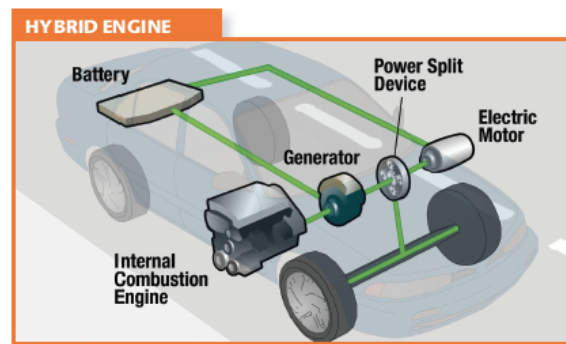 HYBRID ENGINE
Battery
Power Split
Device
Electric
Motor
Generator
Internal
Combustion
Engine